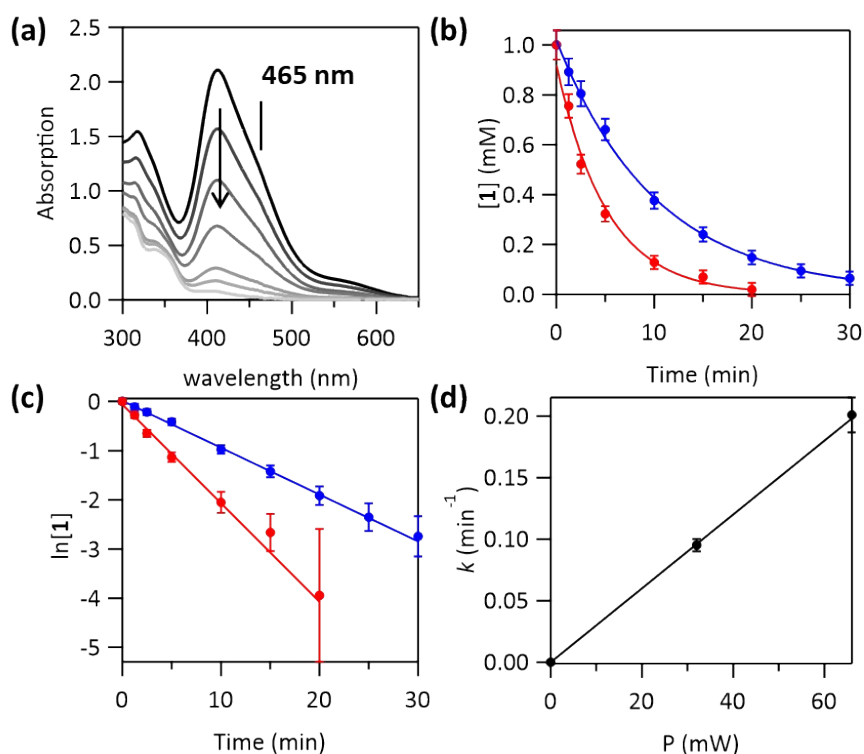 (a)
2.5
2.0
1.5
1.0
0.5
0.0
Absorption
465 nm
300 400 500 600
wavelength (nm)
(b)
1.0
0.8
0.6
0.4
0.2
0.0
[1] (mM)
0 10 20 30
Time (min)
(c)
0
-1
-2
-3
-4
-5
ln[1]
0 10 20 30
Time (min)
(d)
0.20
0.15
0.10
0.05
0.00
k (min⁻¹)
0 20 40 60
P (mW)